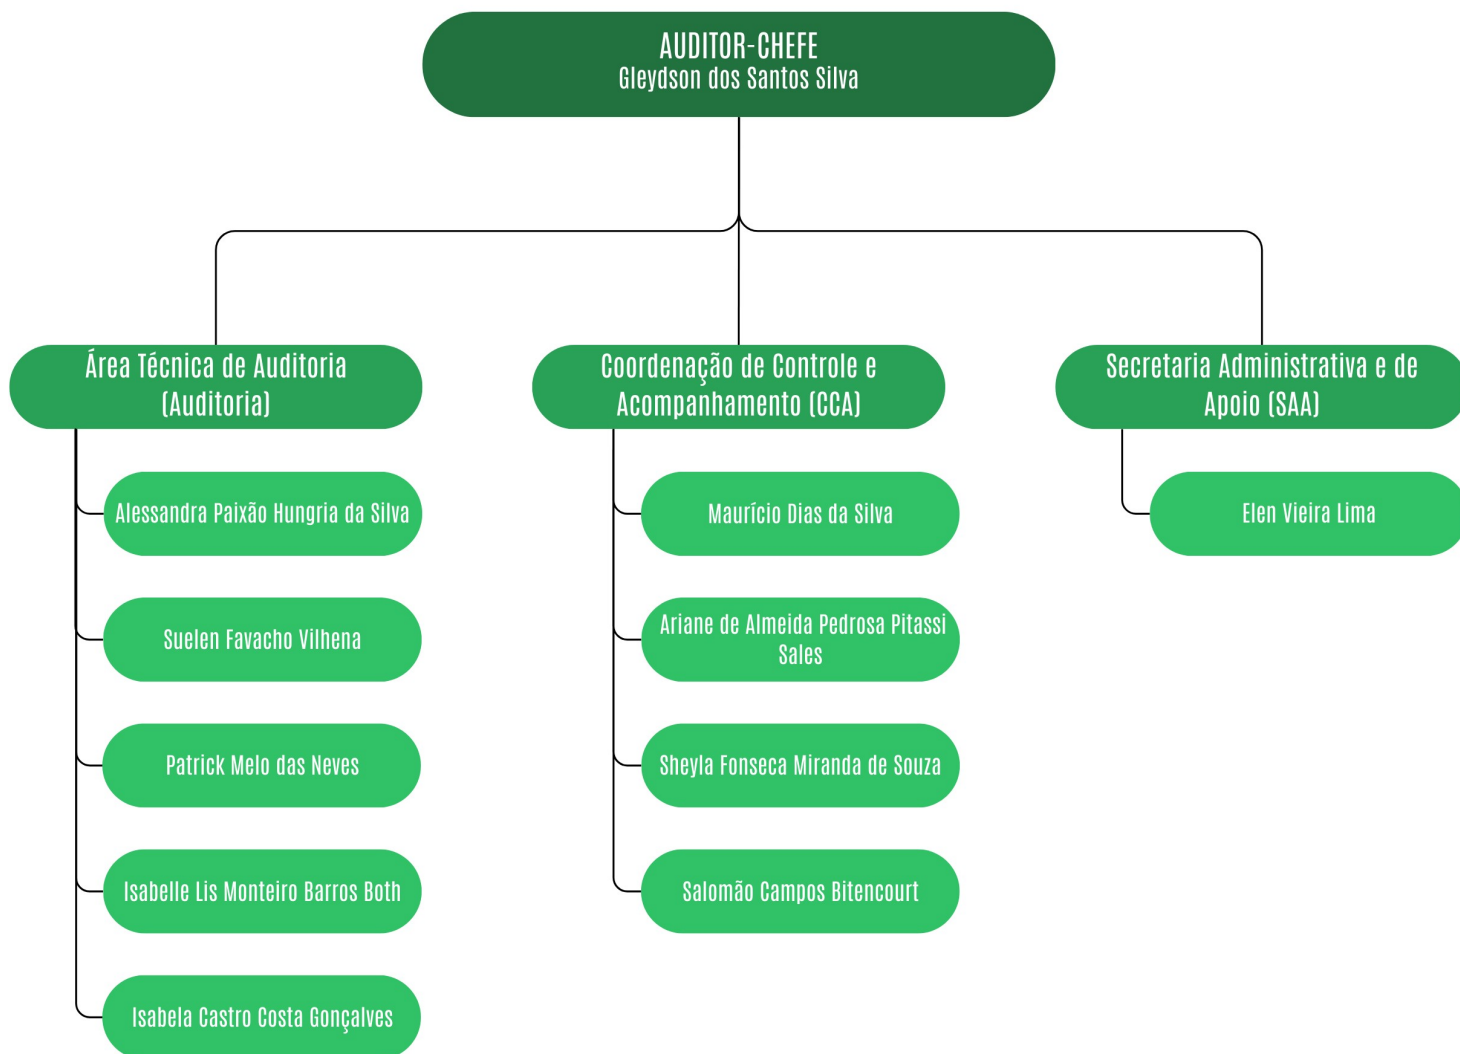 AUDITOR-CHEFE
Gleydson dos Santos Silva
Área Técnica de Auditoria
(Auditoria)
Alessandra Paixão Hungria da Silva
Suelen Favacho Vilhena
Patrick Melo das Neves
Isabelle Lis Monteiro Barros Both
Isabela Castro Costa Gonçalves
Coordenação de Controle e
Acompanhamento (CCA)
Maurício Dias da Silva
Ariane de Almeida Pedrosa Pitassi
Sales
Sheyla Fonseca Miranda de Souza
Salomão Campos Bitencourt
Secretaria Administrativa e de
Apoio (SAA)
Elen Vieira Lima